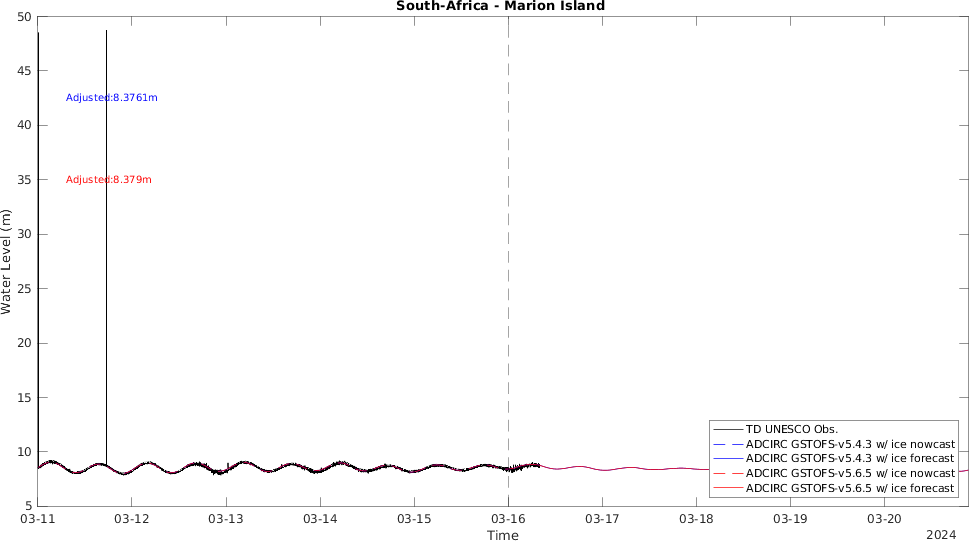 South-Africa - Marion Island
50
45
40
35
30
25
20
15
10
5
Water Level (m)
Adjusted:8.3761m
Adjusted:8.379m
TD UNESCO Obs.
ADCIRC GSTOFS-v5.4.3 w/ ice nowcast
ADCIRC GSTOFS-v5.4.3 w/ ice forecast
ADCIRC GSTOFS-v5.6.5 w/ ice nowcast
ADCIRC GSTOFS-v5.6.5 w/ ice forecast
03-11 03-12 03-13 03-14 03-15 03-16 03-17 03-18 03-19 03-20
Time
2024